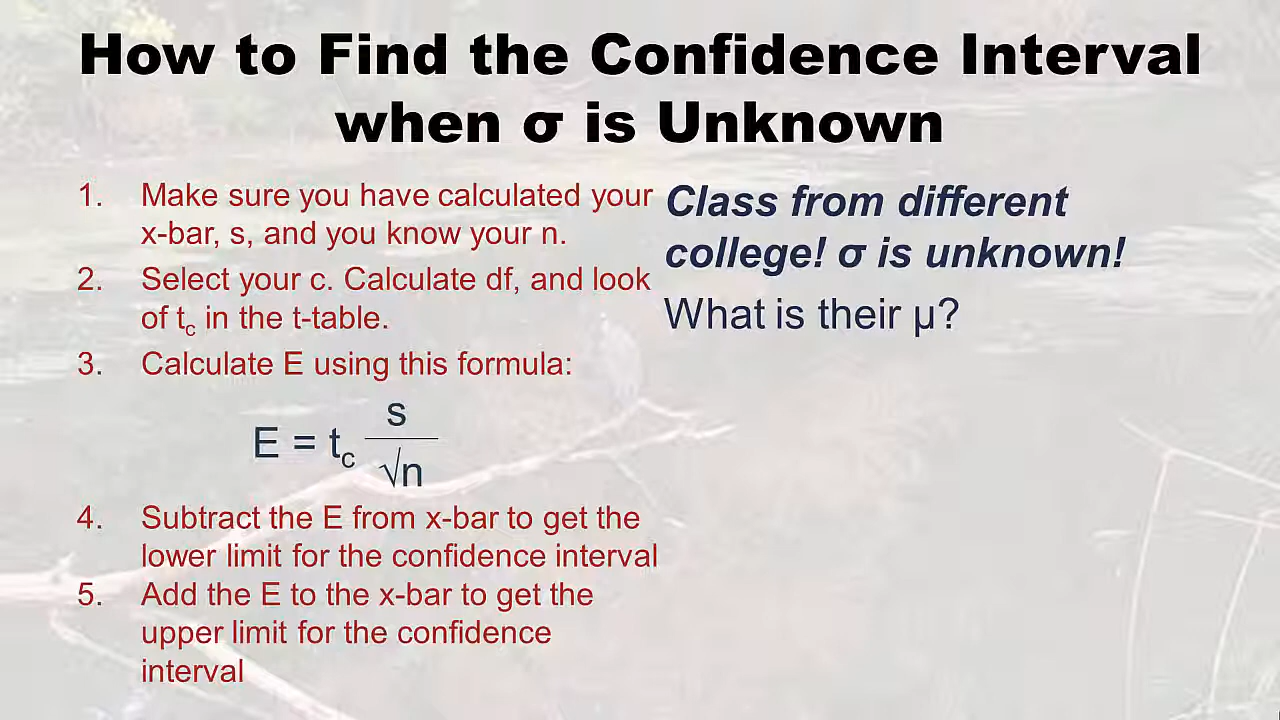 How to Find the Confidence Interval
when σ is Unknown
1. Make sure you have calculated your
x-bar, s, and you know your n.
2. Select your c. Calculate df, and look
of tc in the t-table.
3. Calculate E using this formula:
E = tc s/√n
4. Subtract the E from x-bar to get the
lower limit for the confidence interval
5. Add the E to the x-bar to get the
upper limit for the confidence
interval
Class from different
college! σ is unknown!
What is their µ?